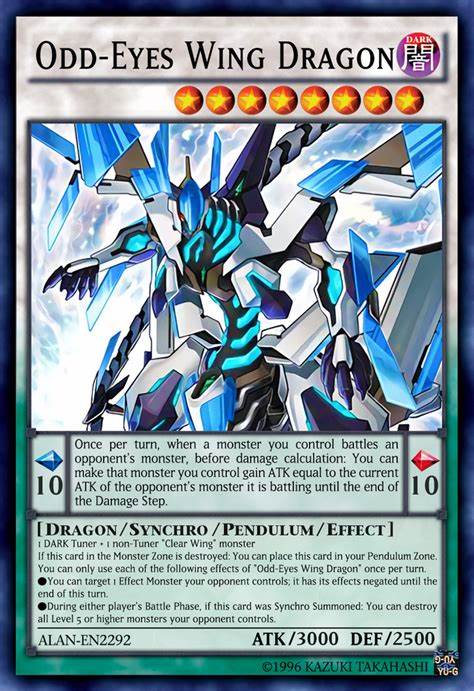 ODD-EYES WING DRAGON
DARK
闇
Once per turn, when a monster you control battles an
opponent's monster, before damage calculation: You can
make that monster you control gain ATK equal to the current
ATK of the opponent's monster it is battling until the end of
the Damage Step.
10
10
[DRAGON/SYNCHRO/PENDULUM/EFFECT]
1 DARK Tuner + 1 non-Tuner "Clear Wing" monster
If this card in the Monster Zone is destroyed: You can place this card in your Pendulum Zone.
You can only use each of the following effects of "Odd-Eyes Wing Dragon" once per turn.
●You can target 1 Effect Monster your opponent controls; it has its effects negated until the
end of this turn.
●During either player's Battle Phase, if this card was Synchro Summoned: You can destroy
all Level 5 or higher monsters your opponent controls.
ALAN-EN2292
ATK/3000 DEF/2500
©1996 KAZUKI TAKAHASHI
YU-G
YU-G